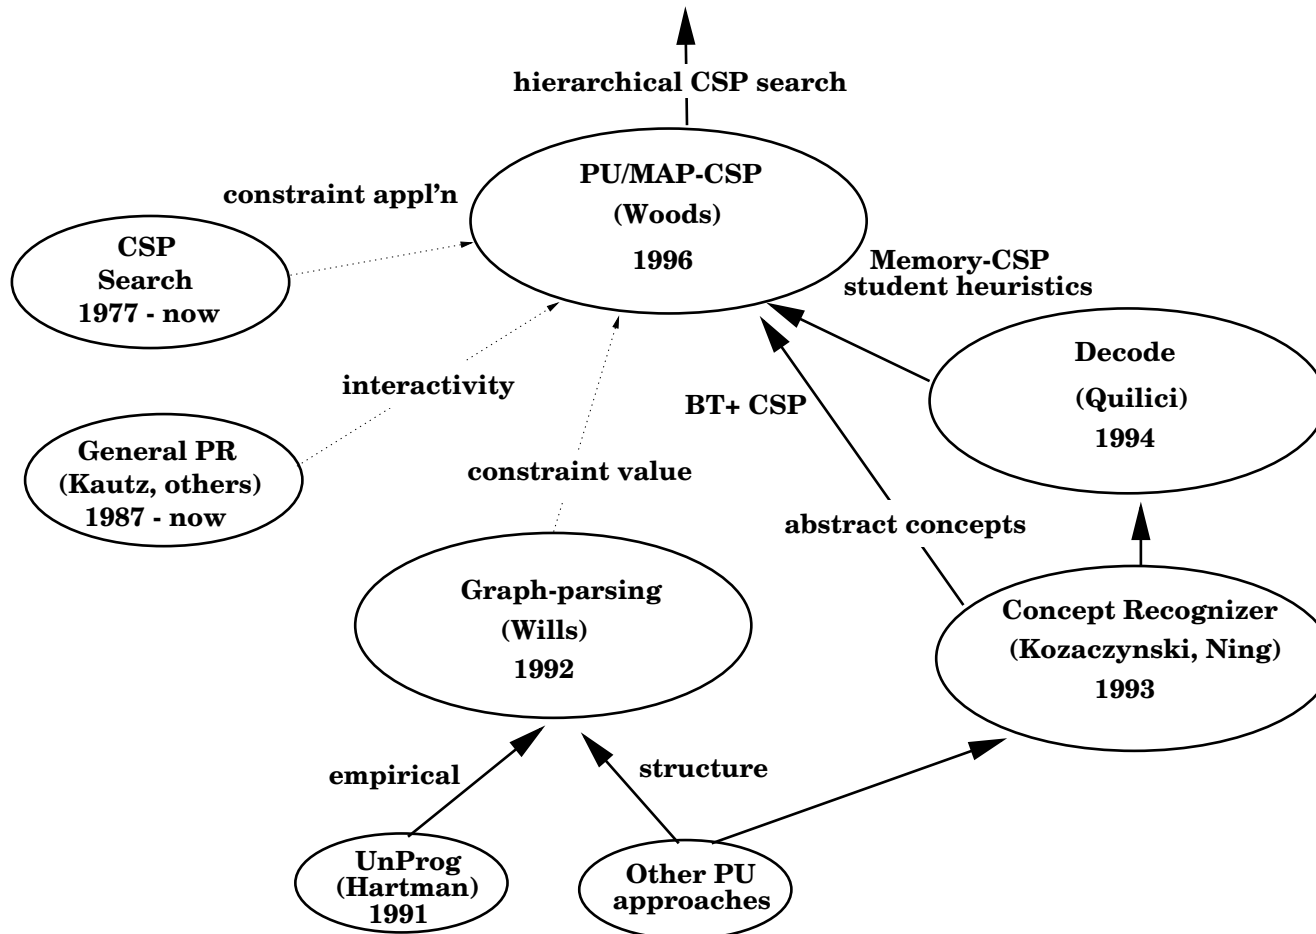 hierarchical CSP search
PU/MAP-CSP
(Woods)
1996
constraint appl'n
CSP
Search
1977 - now
Memory-CSP
student heuristics
Decode
(Quilici)
1994
interactivity
BT+ CSP
General PR
(Kautz, others)
1987 - now
constraint value
abstract concepts
Graph-parsing
(Wills)
1992
Concept Recognizer
(Kozaczynski, Ning)
1993
empirical
structure
UnProg
(Hartman)
1991
Other PU
approaches